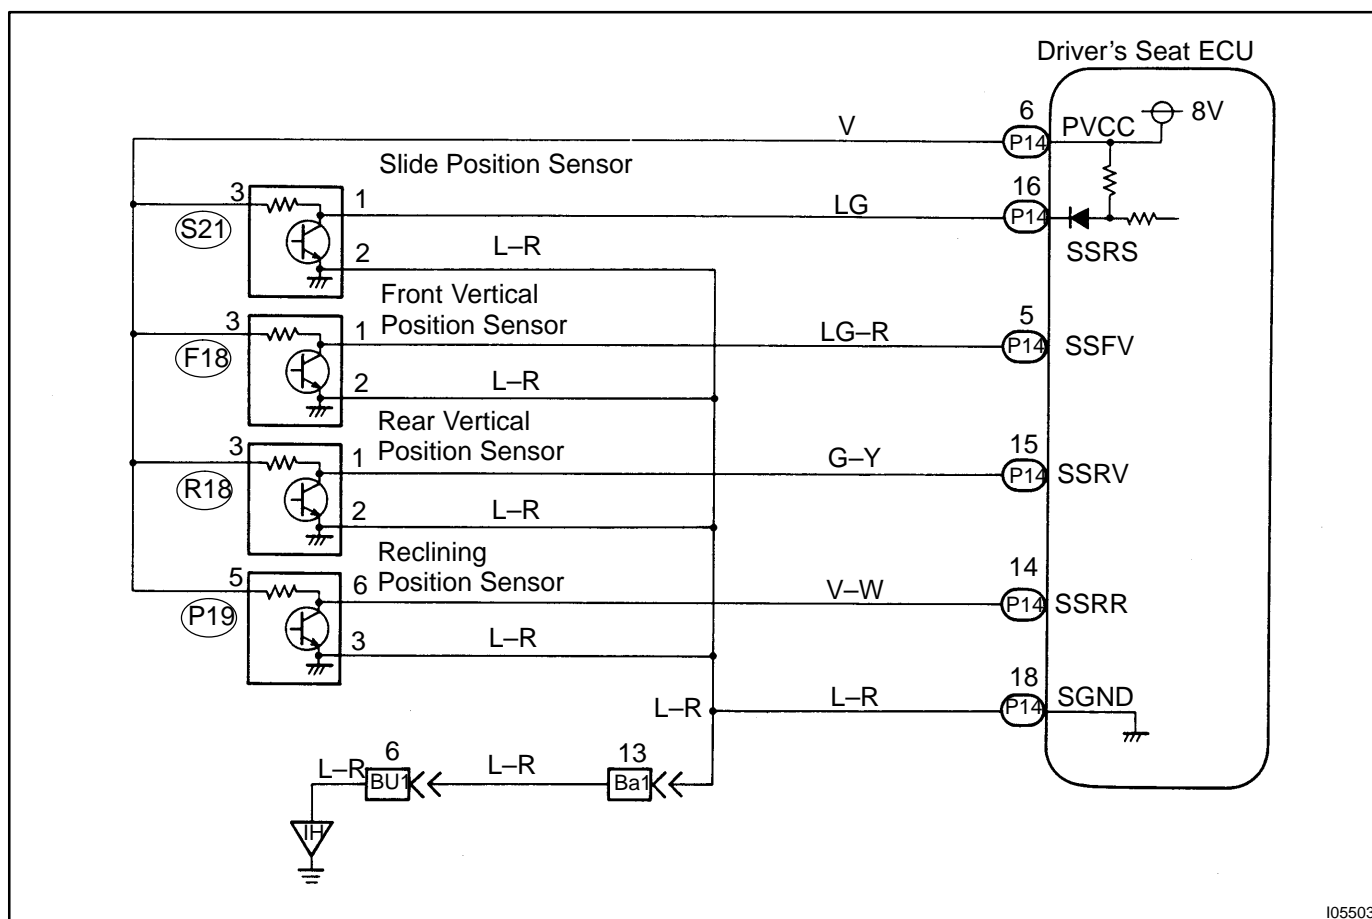 Driver's Seat ECU
6
V
P14
PVCC
8V
Slide Position Sensor
16
3
1
LG
P14
S21
SSRS
2
L–R
Front Vertical
Position Sensor
3
1
5
LG–R
P14
SSFV
F18
2
L–R
Rear Vertical
Position Sensor
3
1
15
G–Y
P14
SSRV
R18
2
L–R
Reclining
Position Sensor
5
6
14
V–W
P14
SSRR
P19
3
L–R
18
L–R
L–R
P14
SGND
6
13
L–R
BU1
L–R
Ba1
IH
I05503